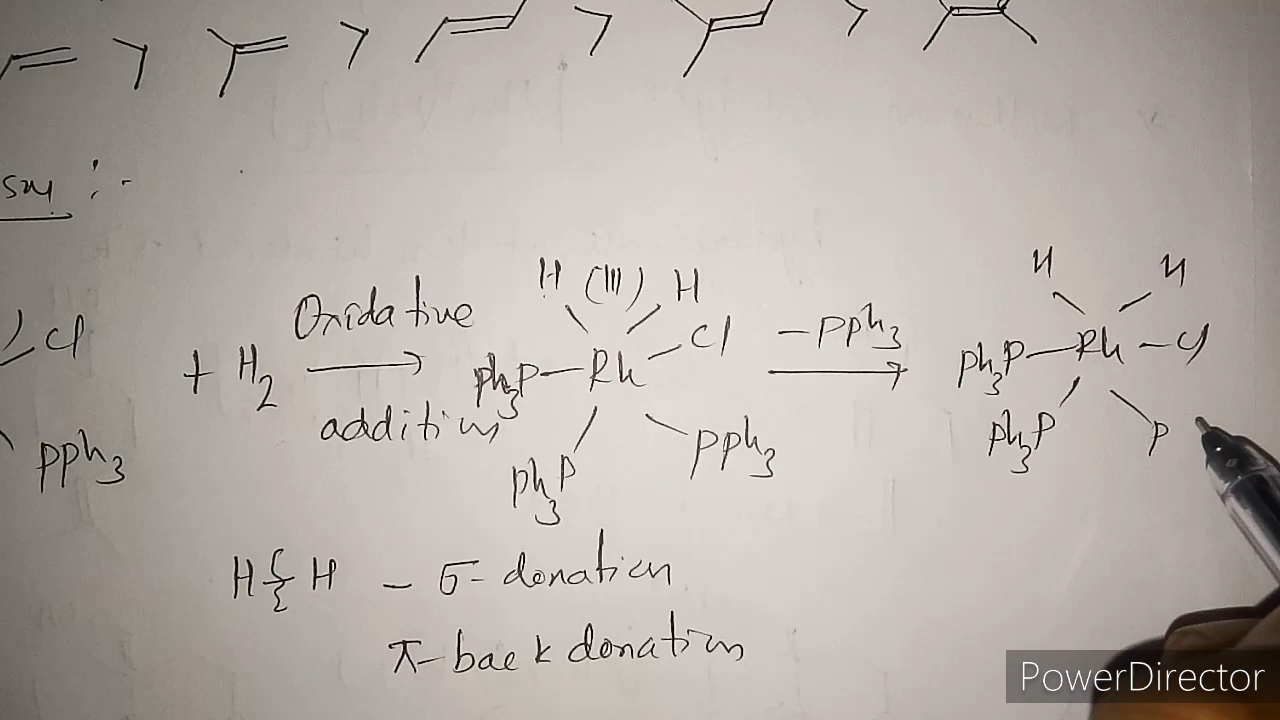 > > > >
sm :-
H (III) H H H
) Cl + H2 Oxidative addition Ph3P Rh Cl -PPh3 Ph3P Rh Cl
PPh3 Ph3P PPh3 Ph3P P
H H - σ-donation
π-back donation
PowerDirector